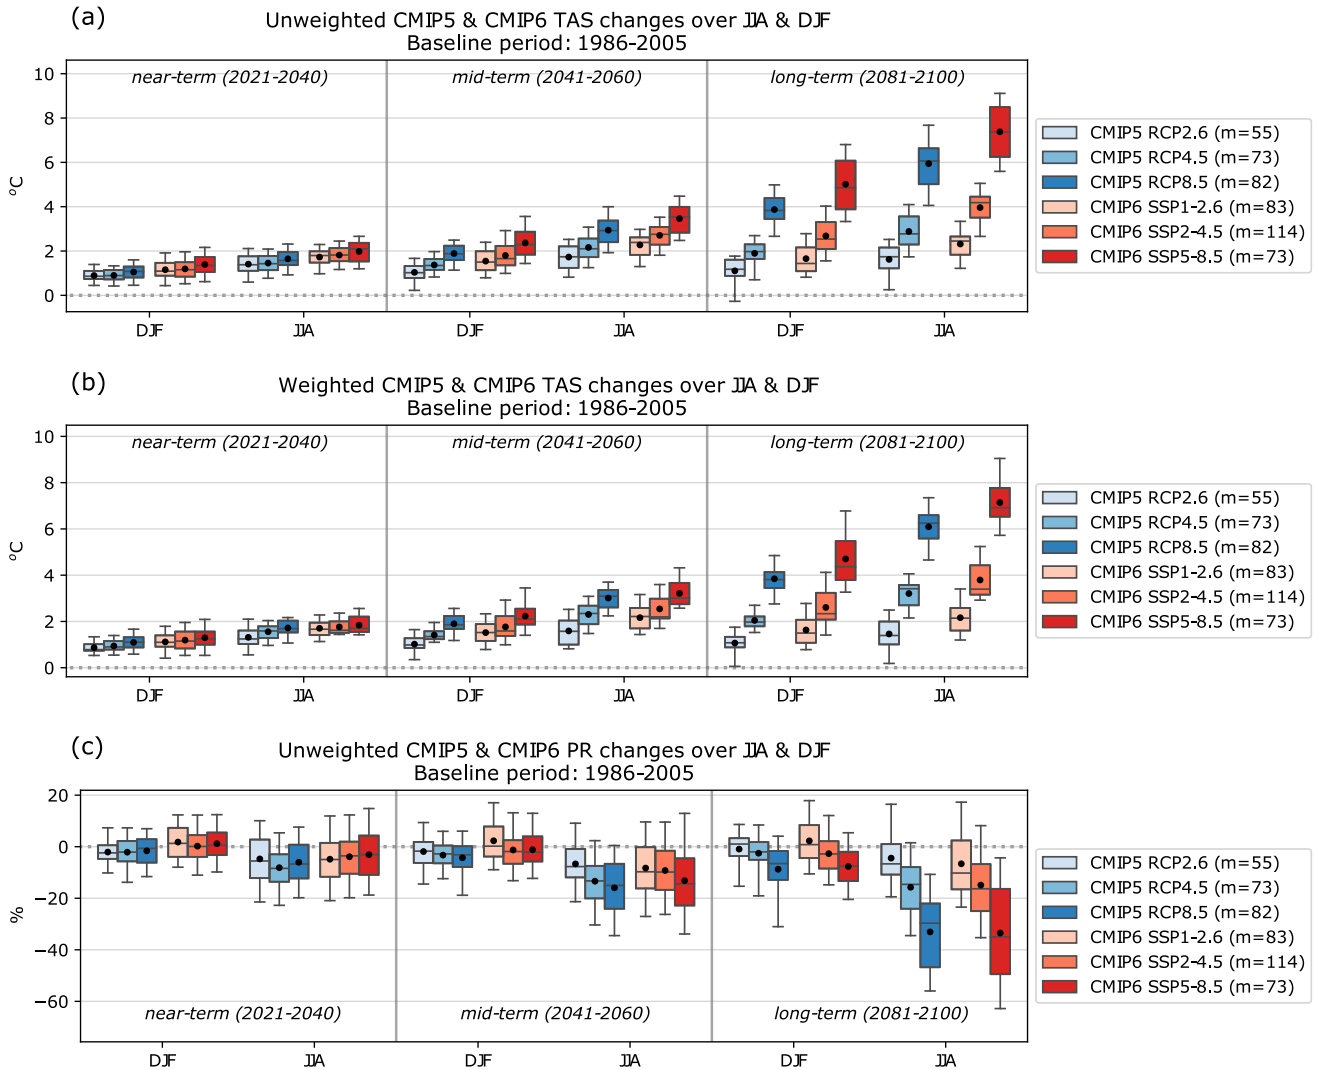 (a)
Unweighted CMIP5 & CMIP6 TAS changes over JJA & DJF
Baseline period: 1986-2005
near-term (2021-2040)
mid-term (2041-2060)
long-term (2081-2100)
10
8
6
4
2
0
°C
DJF
JJA
DJF
JJA
DJF
JJA
CMIP5 RCP2.6 (m=55)
CMIP5 RCP4.5 (m=73)
CMIP5 RCP8.5 (m=82)
CMIP6 SSP1-2.6 (m=83)
CMIP6 SSP2-4.5 (m=114)
CMIP6 SSP5-8.5 (m=73)
(b)
Weighted CMIP5 & CMIP6 TAS changes over JJA & DJF
Baseline period: 1986-2005
near-term (2021-2040)
mid-term (2041-2060)
long-term (2081-2100)
10
8
6
4
2
0
°C
DJF
JJA
DJF
JJA
DJF
JJA
CMIP5 RCP2.6 (m=55)
CMIP5 RCP4.5 (m=73)
CMIP5 RCP8.5 (m=82)
CMIP6 SSP1-2.6 (m=83)
CMIP6 SSP2-4.5 (m=114)
CMIP6 SSP5-8.5 (m=73)
(c)
Unweighted CMIP5 & CMIP6 PR changes over JJA & DJF
Baseline period: 1986-2005
20
0
−20
−40
−60
%
near-term (2021-2040)
mid-term (2041-2060)
long-term (2081-2100)
DJF
JJA
DJF
JJA
DJF
JJA
CMIP5 RCP2.6 (m=55)
CMIP5 RCP4.5 (m=73)
CMIP5 RCP8.5 (m=82)
CMIP6 SSP1-2.6 (m=83)
CMIP6 SSP2-4.5 (m=114)
CMIP6 SSP5-8.5 (m=73)